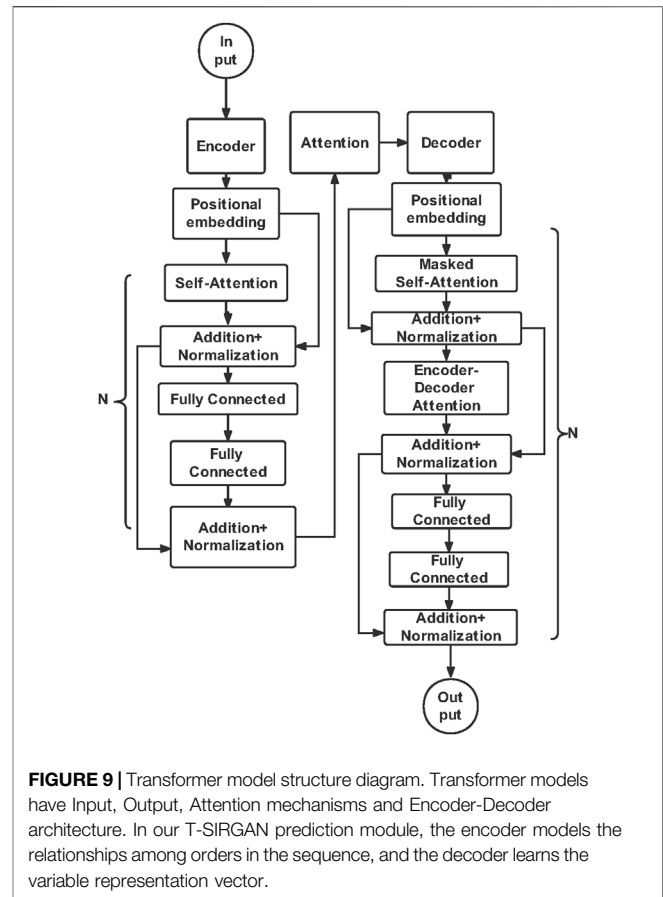 In
put
Encoder
Positional
embedding
Self-Attention
Addition+
Normalization
N
Fully Connected
Fully
Connected
Addition+
Normalization
Attention
Decoder
Positional
embedding
Masked
Self-Attention
Addition+
Normalization
Encoder-
Decoder
Attention
N
Addition+
Normalization
Fully
Connected
Fully
Connected
Addition+
Normalization
Out
put
FIGURE 9 | Transformer model structure diagram. Transformer models
have Input, Output, Attention mechanisms and Encoder-Decoder
architecture. In our T-SIRGAN prediction module, the encoder models the
relationships among orders in the sequence, and the decoder learns the
variable representation vector.